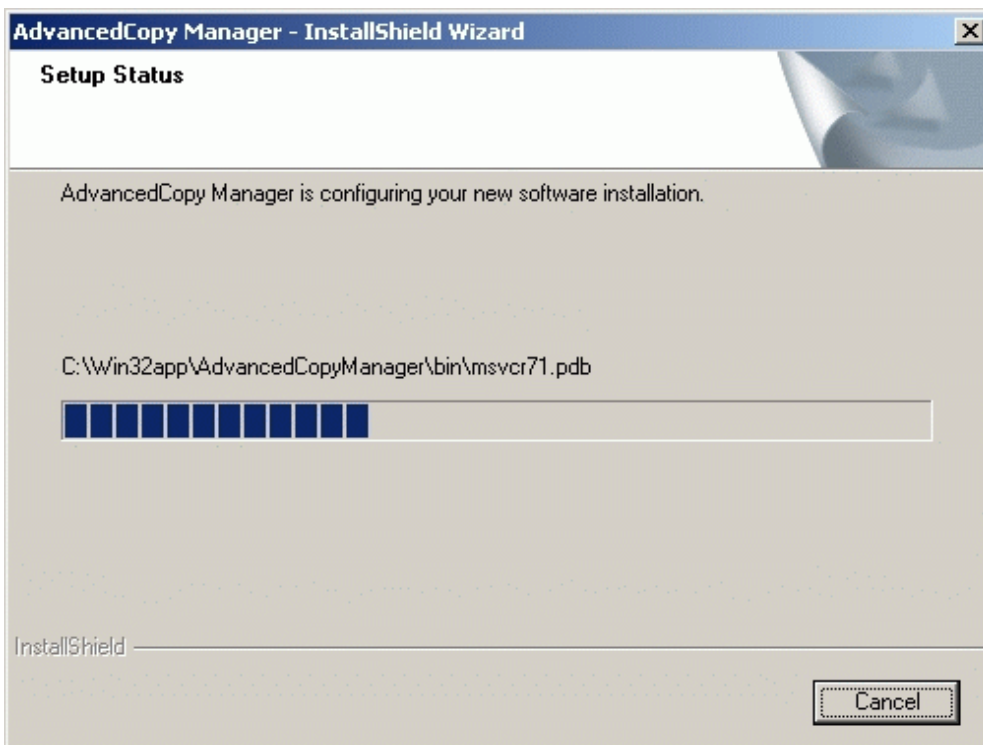 AdvancedCopy Manager - InstallShield Wizard
Setup Status
AdvancedCopy Manager is configuring your new software installation.
C:\Win32app\AdvancedCopyManager\bin\msvcr71.pdb
InstallShield
Cancel